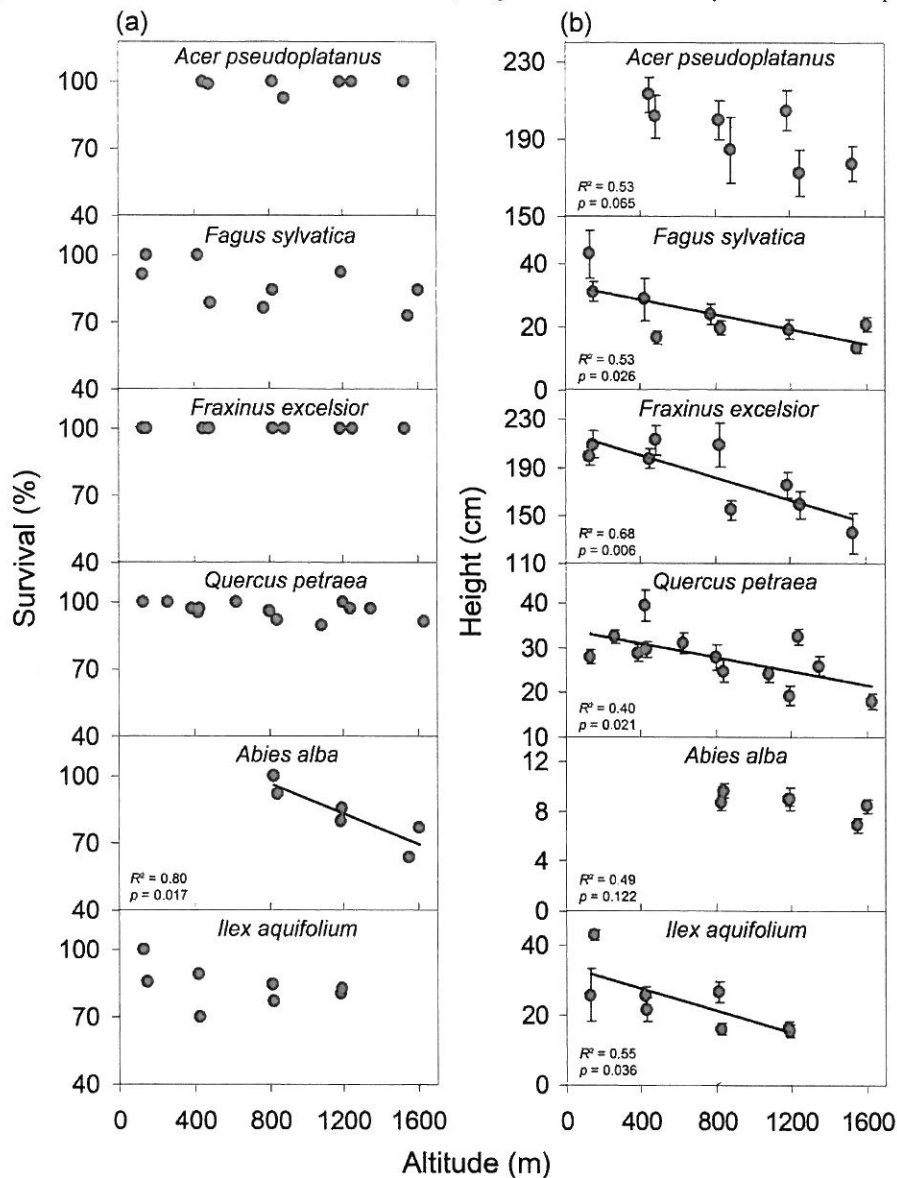 (a)
Acer pseudoplatanus
100
70
40
Fagus sylvatica
100
70
40
Fraxinus excelsior
100
70
40
Quercus petraea
100
70
40
Abies alba
100
70
R² = 0.80
p = 0.017
40
Ilex aquifolium
100
70
40
0 400 800 1200 1600
Survival (%)
(b)
Acer pseudoplatanus
230
190
R² = 0.53
p = 0.065
150
Fagus sylvatica
40
20
R² = 0.53
p = 0.026
0
Fraxinus excelsior
230
190
150
R² = 0.68
p = 0.006
110
Quercus petraea
40
30
20
R² = 0.40
p = 0.021
10
Abies alba
12
8
4
R² = 0.49
p = 0.122
0
Ilex aquifolium
40
20
R² = 0.55
p = 0.036
0
0 400 800 1200 1600
Height (cm)
Altitude (m)